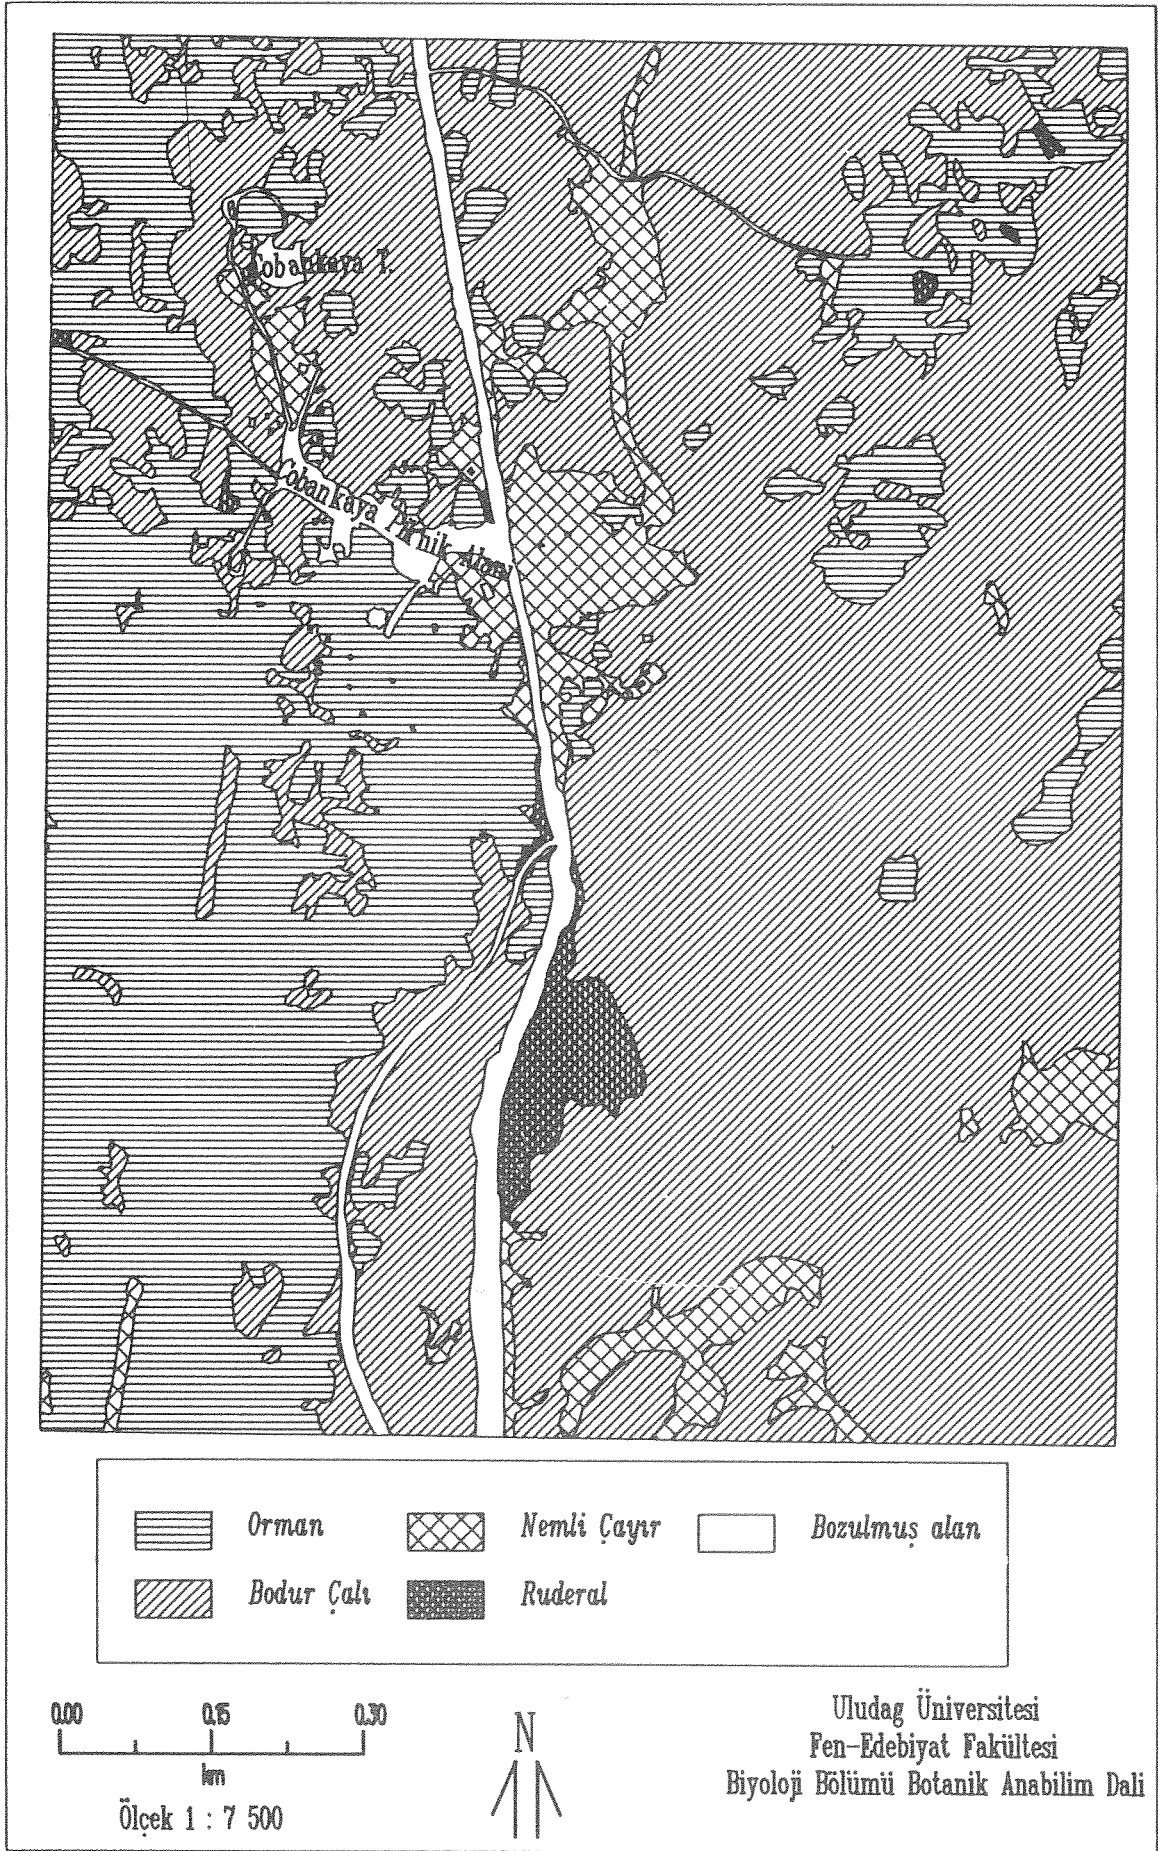 Çobankaya T.
Çobankaya Piknik Alanı
Orman
Nemli Çayır
Bozulmuş alan
Bodur Çalı
Ruderal
0.00 0.15 0.30
km
Ölçek 1 : 7 500
N
Uludag Üniversitesi
Fen-Edebiyat Fakültesi
Biyoloji Bölümü Botanik Anabilim Dali